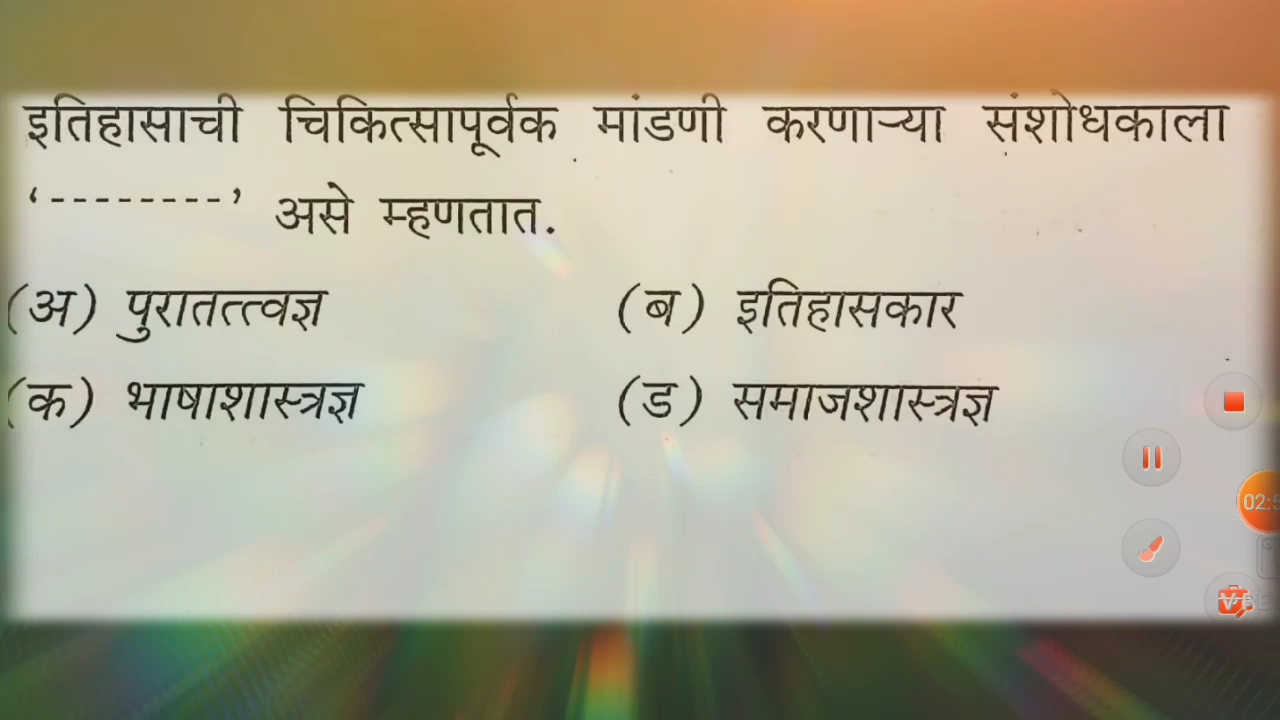 इतिहासाची चिकित्सापूर्वक मांडणी करणाऱ्या संशोधकाला
‘--------’ असे म्हणतात.
(अ) पुरातत्त्वज्ञ (ब) इतिहासकार
(क) भाषाशास्त्रज्ञ (ड) समाजशास्त्रज्ञ